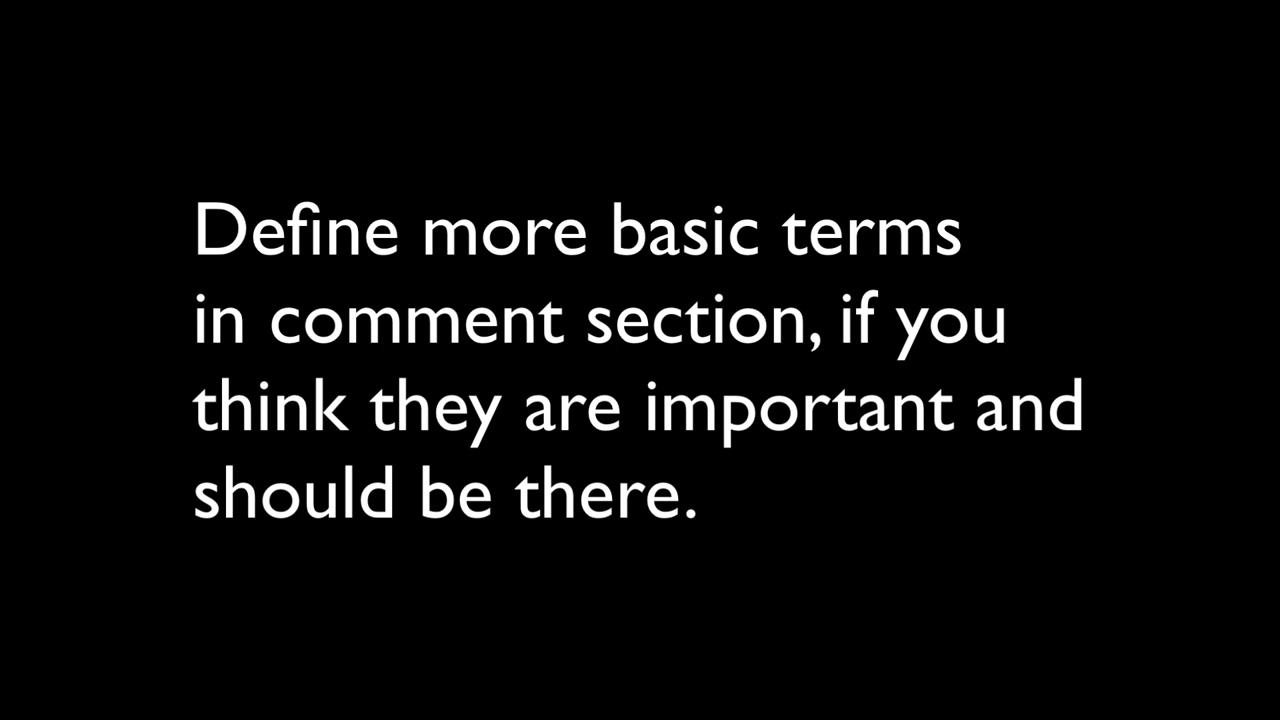 Define more basic terms
in comment section, if you
think they are important and
should be there.